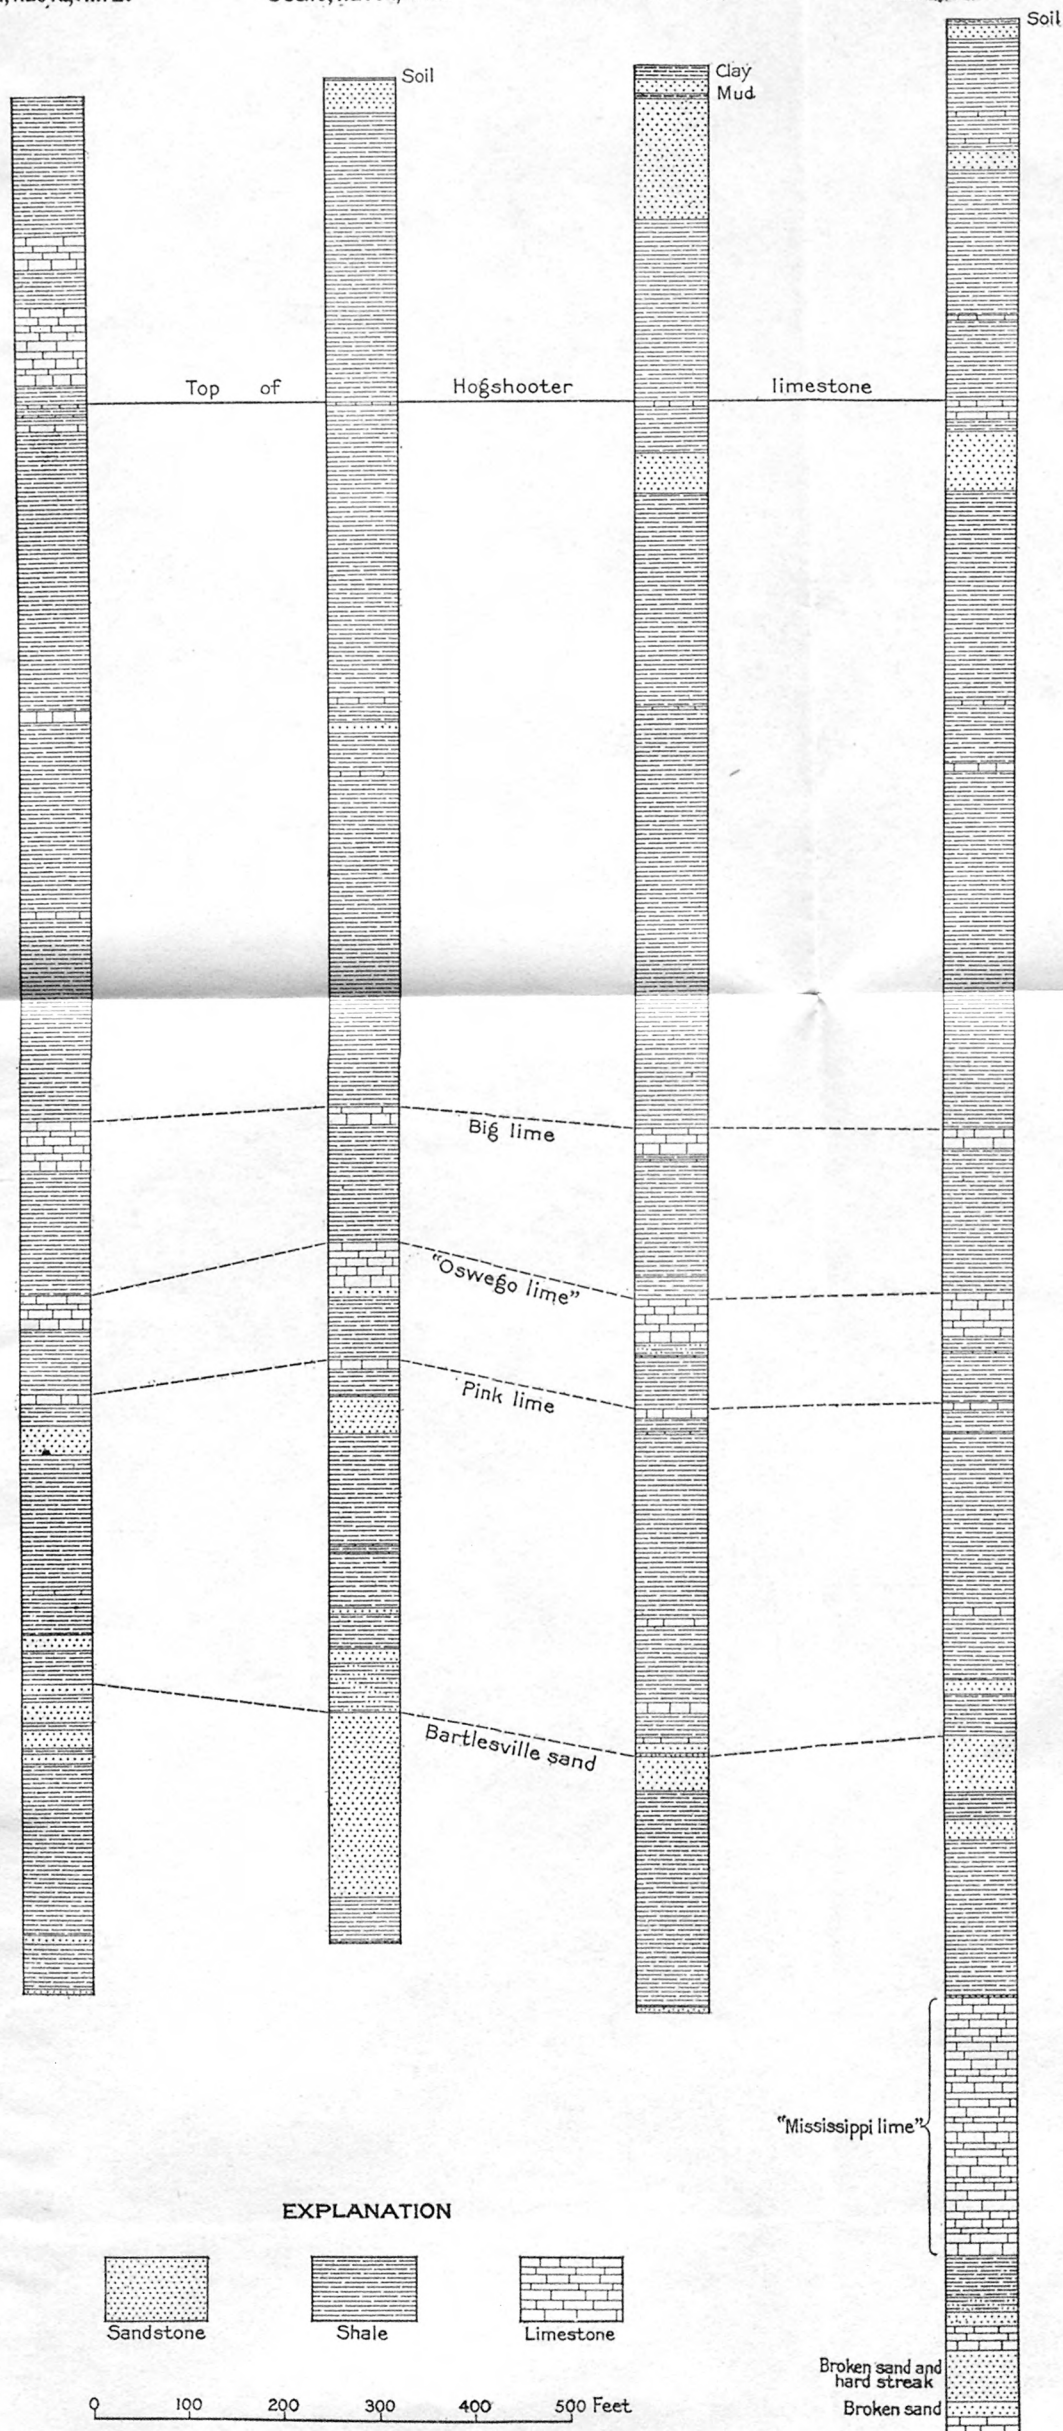 Soil
Soil
Clay
Mud
Top of Hogshooter limestone
Big lime
"Oswego lime"
Pink lime
Bartlesville sand
"Mississippi lime"
EXPLANATION
Sandstone Shale Limestone
Broken sand and
hard streak
Broken sand
0 100 200 300 400 500 Feet